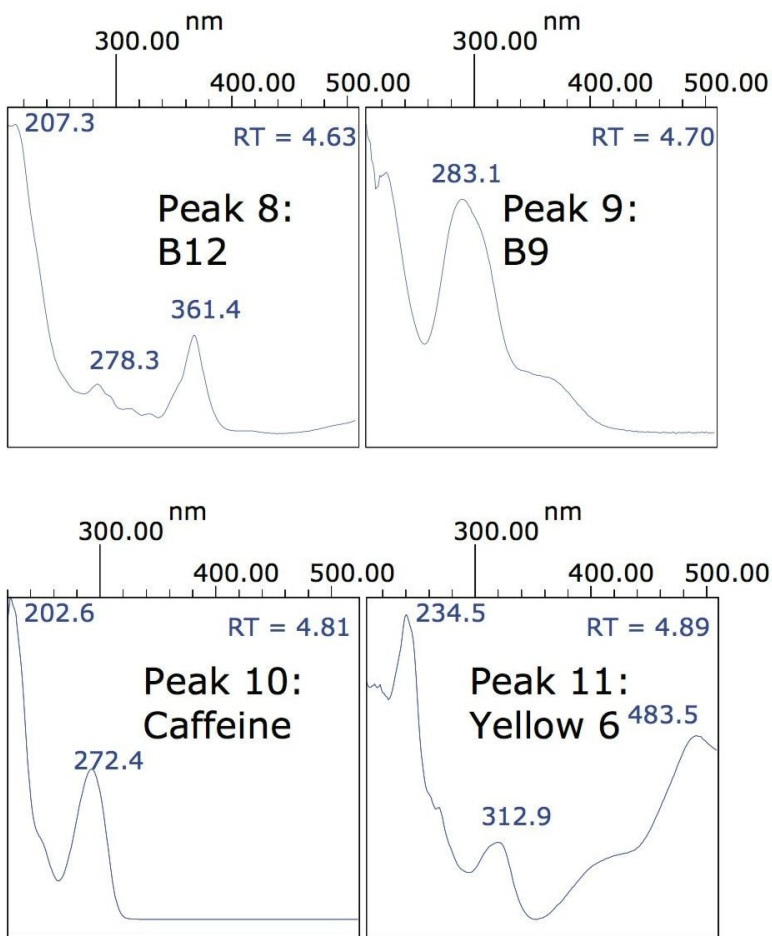 nm
300.00
400.00 500.00
207.3
RT = 4.63
Peak 8:
B12
361.4
278.3
nm
300.00
400.00 500.00
RT = 4.70
283.1
Peak 9:
B9
nm
300.00
400.00 500.00
202.6
RT = 4.81
Peak 10:
Caffeine
272.4
nm
300.00
400.00 500.00
234.5
RT = 4.89
Peak 11:
Yellow 6
483.5
312.9